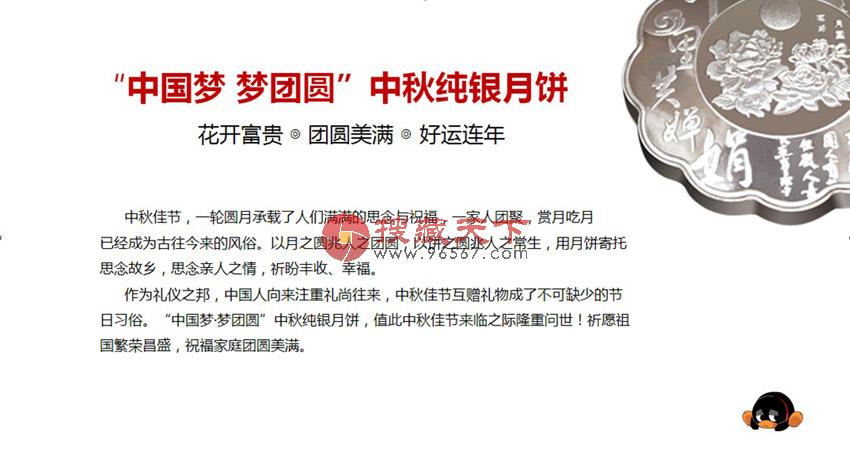 “中国梦 梦团圆”中秋纯银月饼
花开富贵 ◎ 团圆美满 ◎ 好运连年
中秋佳节，一轮圆月承载了人们满满的思念与祝福，一家人团聚，赏月吃月
已经成为古往今来的风俗。以月之圆兆人之团圆，以饼之圆兆人之常生，用月饼寄托
思念故乡，思念亲人之情，祈盼丰收、幸福。
作为礼仪之邦，中国人向来注重礼尚往来，中秋佳节互赠礼物成了不可缺少的节
日习俗。“中国梦·梦团圆”中秋纯银月饼，值此中秋佳节来临之际隆重问世！祈愿祖
国繁荣昌盛，祝福家庭团圆美满。
搜藏天下
www.96567.com
里共婵娟